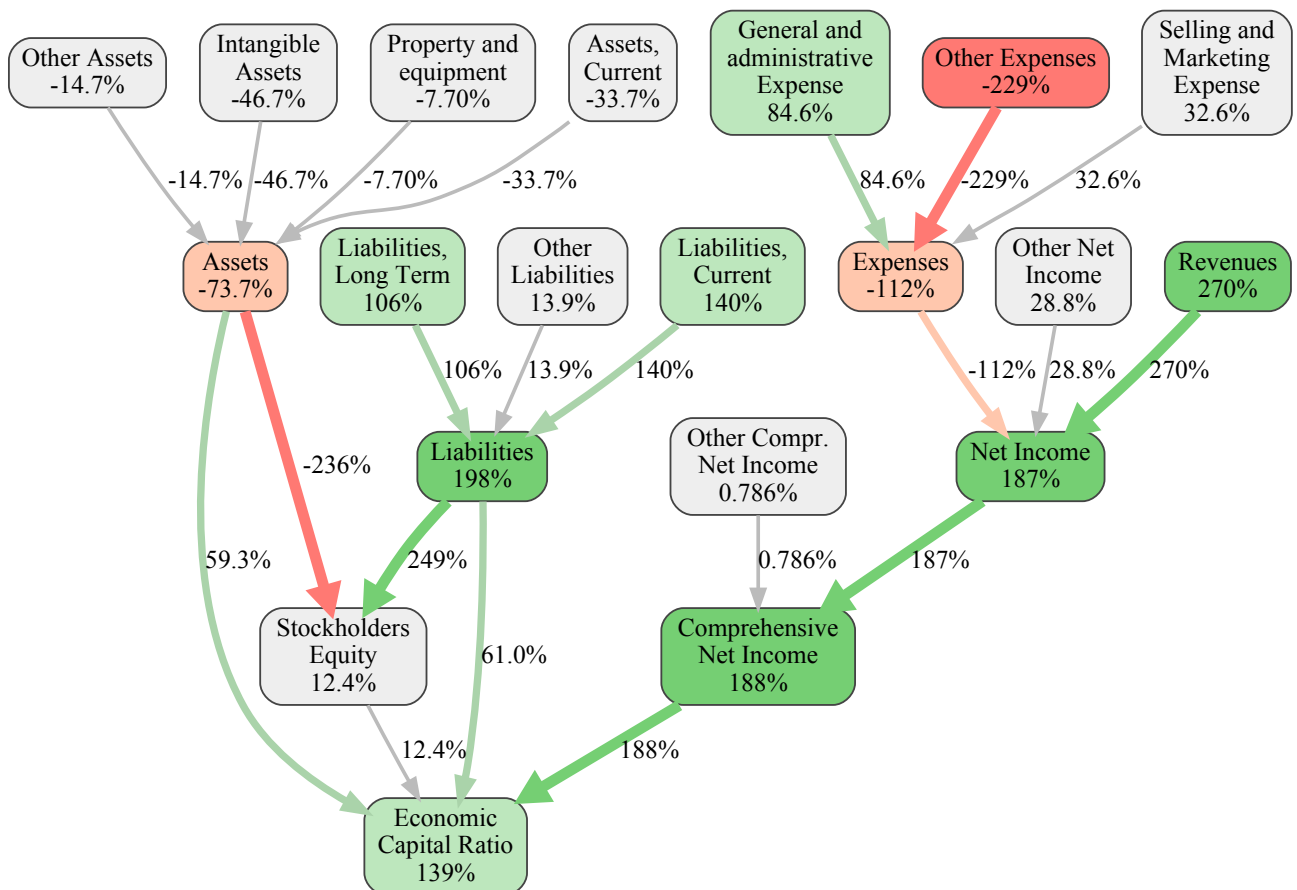 Other Assets
-14.7%
Intangible
Assets
-46.7%
Property and
equipment
-7.70%
Assets,
Current
-33.7%
General and
administrative
Expense
84.6%
Other Expenses
-229%
Selling and
Marketing
Expense
32.6%
-14.7%
-46.7%
-7.70%
-33.7%
84.6%
-229%
32.6%
Assets
-73.7%
Liabilities,
Long Term
106%
Other
Liabilities
13.9%
Liabilities,
Current
140%
Expenses
-112%
Other Net
Income
28.8%
Revenues
270%
106%
13.9%
140%
-112%
28.8%
270%
-236%
Liabilities
198%
Other Compr.
Net Income
0.786%
Net Income
187%
59.3%
249%
0.786%
187%
Stockholders
Equity
12.4%
61.0%
Comprehensive
Net Income
188%
12.4%
188%
Economic
Capital Ratio
139%